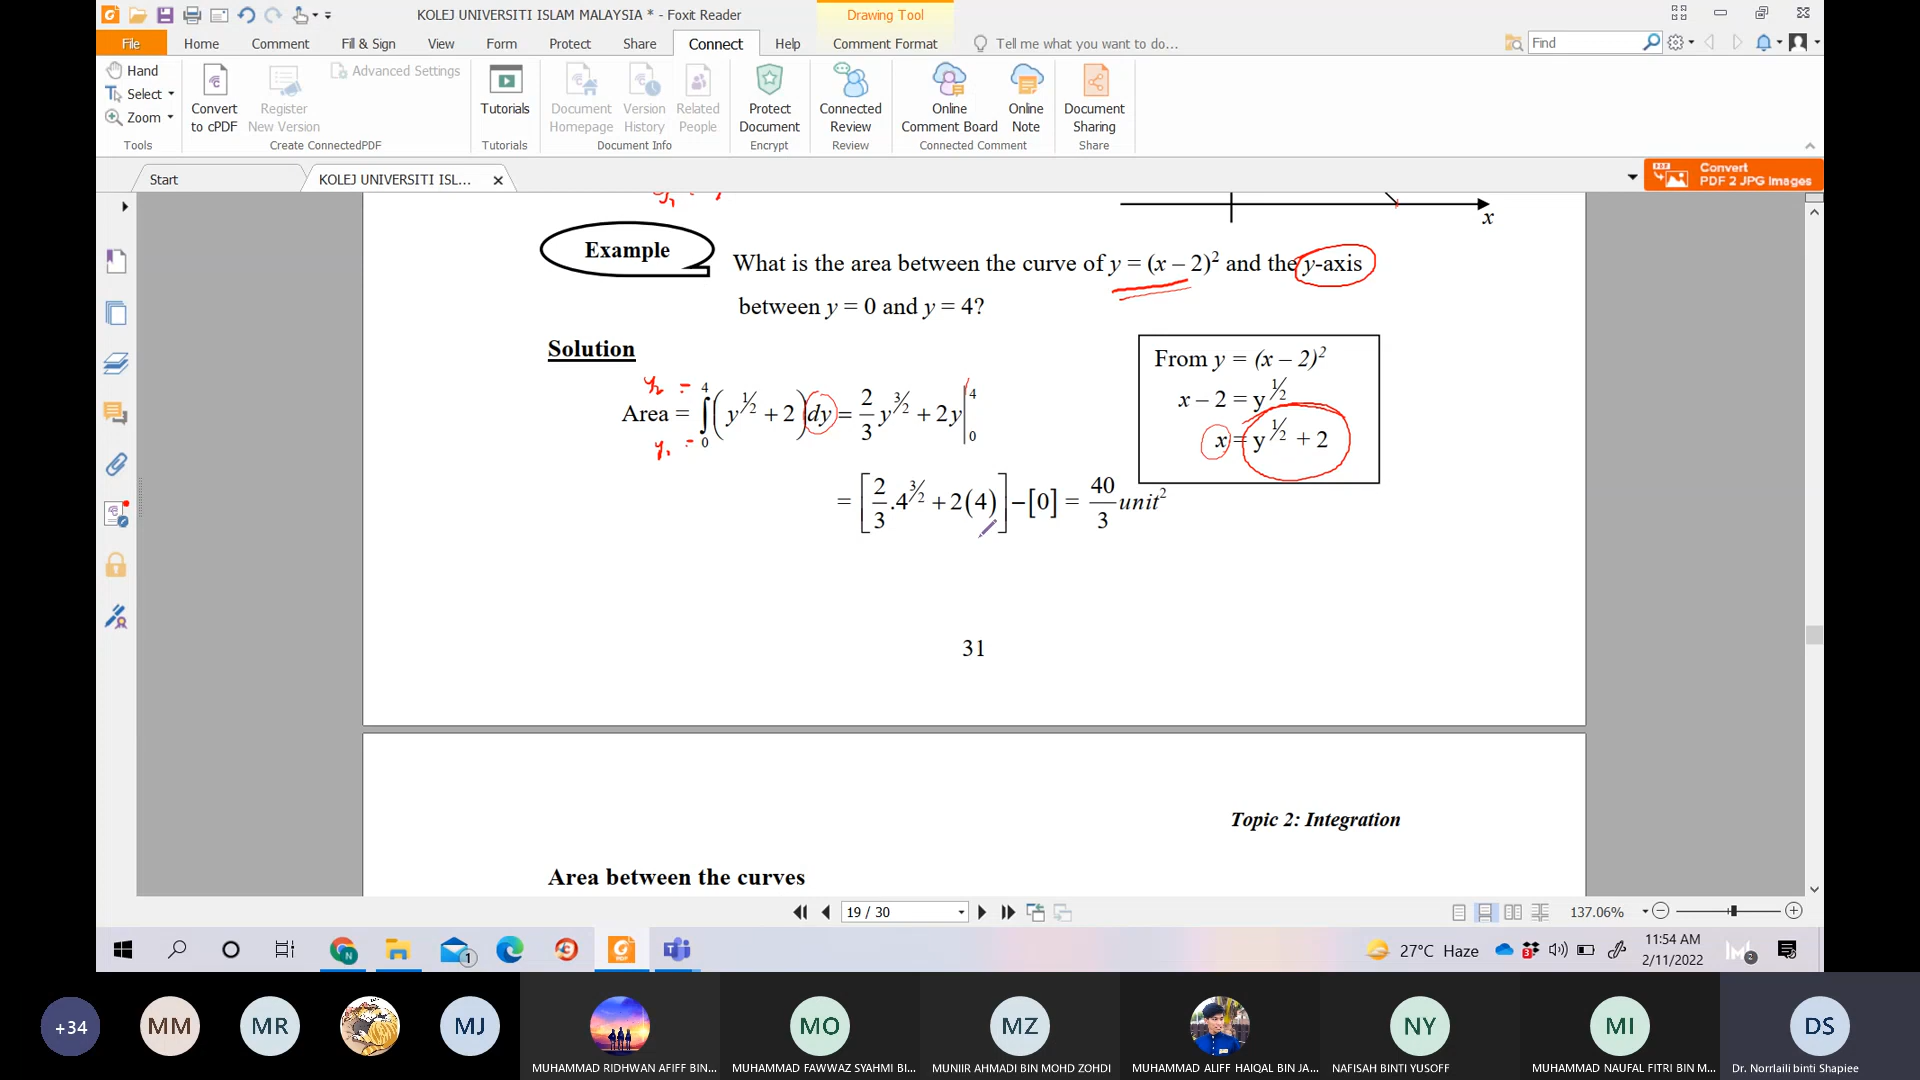 KOLEJ UNIVERSITI ISLAM MALAYSIA * - Foxit Reader
Drawing Tool
File Home Comment Fill & Sign View Form Protect Share Connect Help Comment Format Tell me what you want to do... Find
Hand
Select
Zoom
Tools
Convert to cPDF
Register New Version
Advanced Settings
Create ConnectedPDF
Tutorials
Tutorials
Document Homepage
Version History
Related People
Document Info
Protect Document
Encrypt
Connected Review
Review
Online Comment Board
Online Note
Connected Comment
Document Sharing
Share
Start
KOLEJ UNIVERSITI ISL...
Convert
PDF 2 JPG Images
x
Example
What is the area between the curve of y = (x – 2)² and the y-axis
between y = 0 and y = 4?
Solution
From y = (x – 2)²
x – 2 = y^1/2
x = y^1/2 + 2
y₂ =
y₁ =
Area = ∫₀⁴ (y^1/2 + 2) dy = 2/3 y^3/2 + 2y |₀⁴
= [2/3 .4^3/2 + 2(4)] – [0] = 40/3 unit²
31
Topic 2: Integration
Area between the curves
19 / 30
137.06%
1
27°C Haze
3
11:54 AM
2/11/2022
2
+34
MM
MR
MJ
MUHAMMAD RIDHWAN AFIFF BIN...
MO
MUHAMMAD FAWWAZ SYAHMI BI...
MZ
MUNIIR AHMADI BIN MOHD ZOHDI
MUHAMMAD ALIFF HAIQAL BIN JA...
NY
NAFISAH BINTI YUSOFF
MI
MUHAMMAD NAUFAL FITRI BIN M...
DS
Dr. Norrlaili binti Shapiee